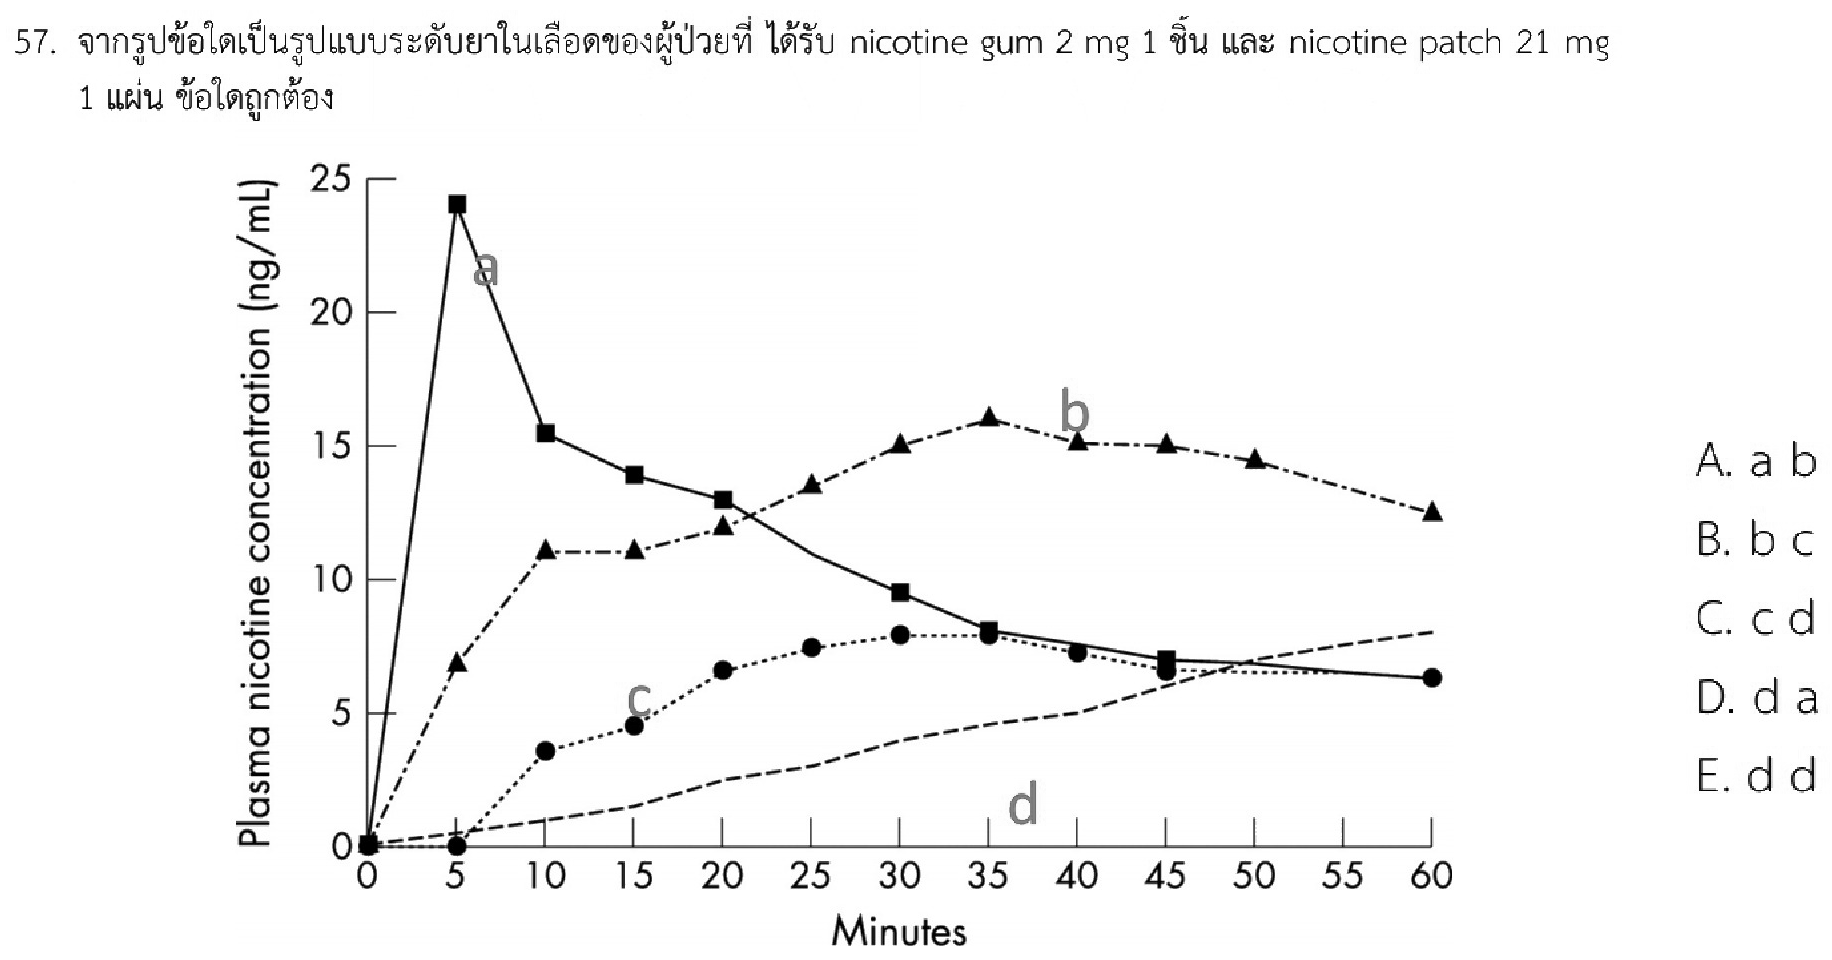 57. จากรูปข้อใดเป็นรูปแบบระดับยาในเลือดของผู้ป่วยที่ ได้รับ nicotine gum 2 mg 1 ชิ้น และ nicotine patch 21 mg
1 แผ่น ข้อใดถูกต้อง
Plasma nicotine concentration (ng/mL)
25
20
15
10
5
0
a
b
c
d
0 5 10 15 20 25 30 35 40 45 50 55 60
Minutes
A. a b
B. b c
C. c d
D. d a
E. d d